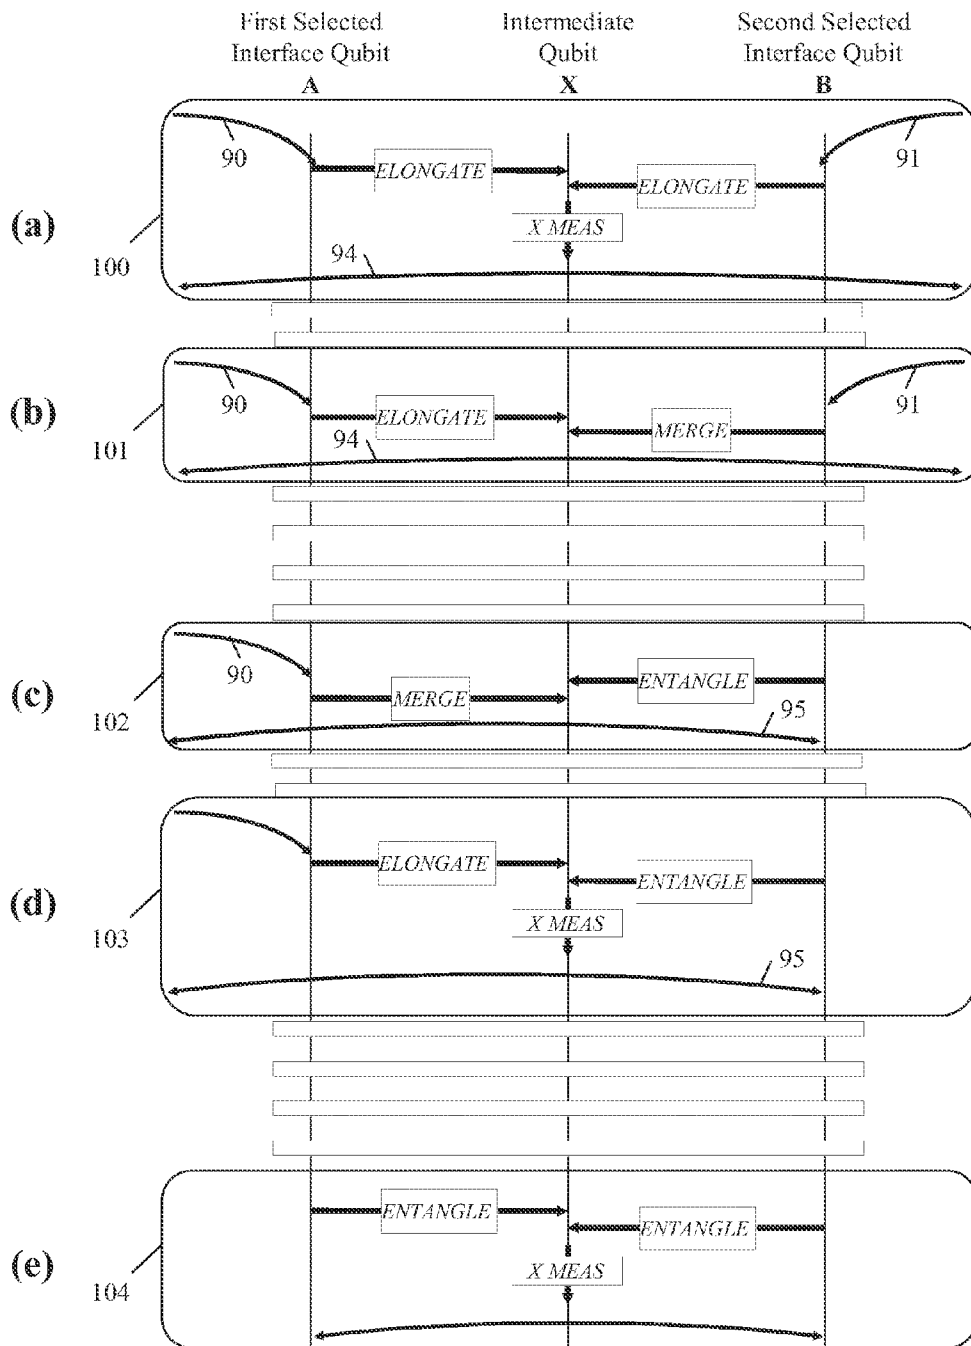 First Selected
Interface Qubit
A
Intermediate
Qubit
X
Second Selected
Interface Qubit
B
(a)
100
90
ELONGATE
ELONGATE
91
X MEAS
94
(b)
101
90
ELONGATE
MERGE
91
94
(c)
102
90
MERGE
ENTANGLE
95
(d)
103
ELONGATE
ENTANGLE
X MEAS
95
(e)
104
ENTANGLE
ENTANGLE
X MEAS